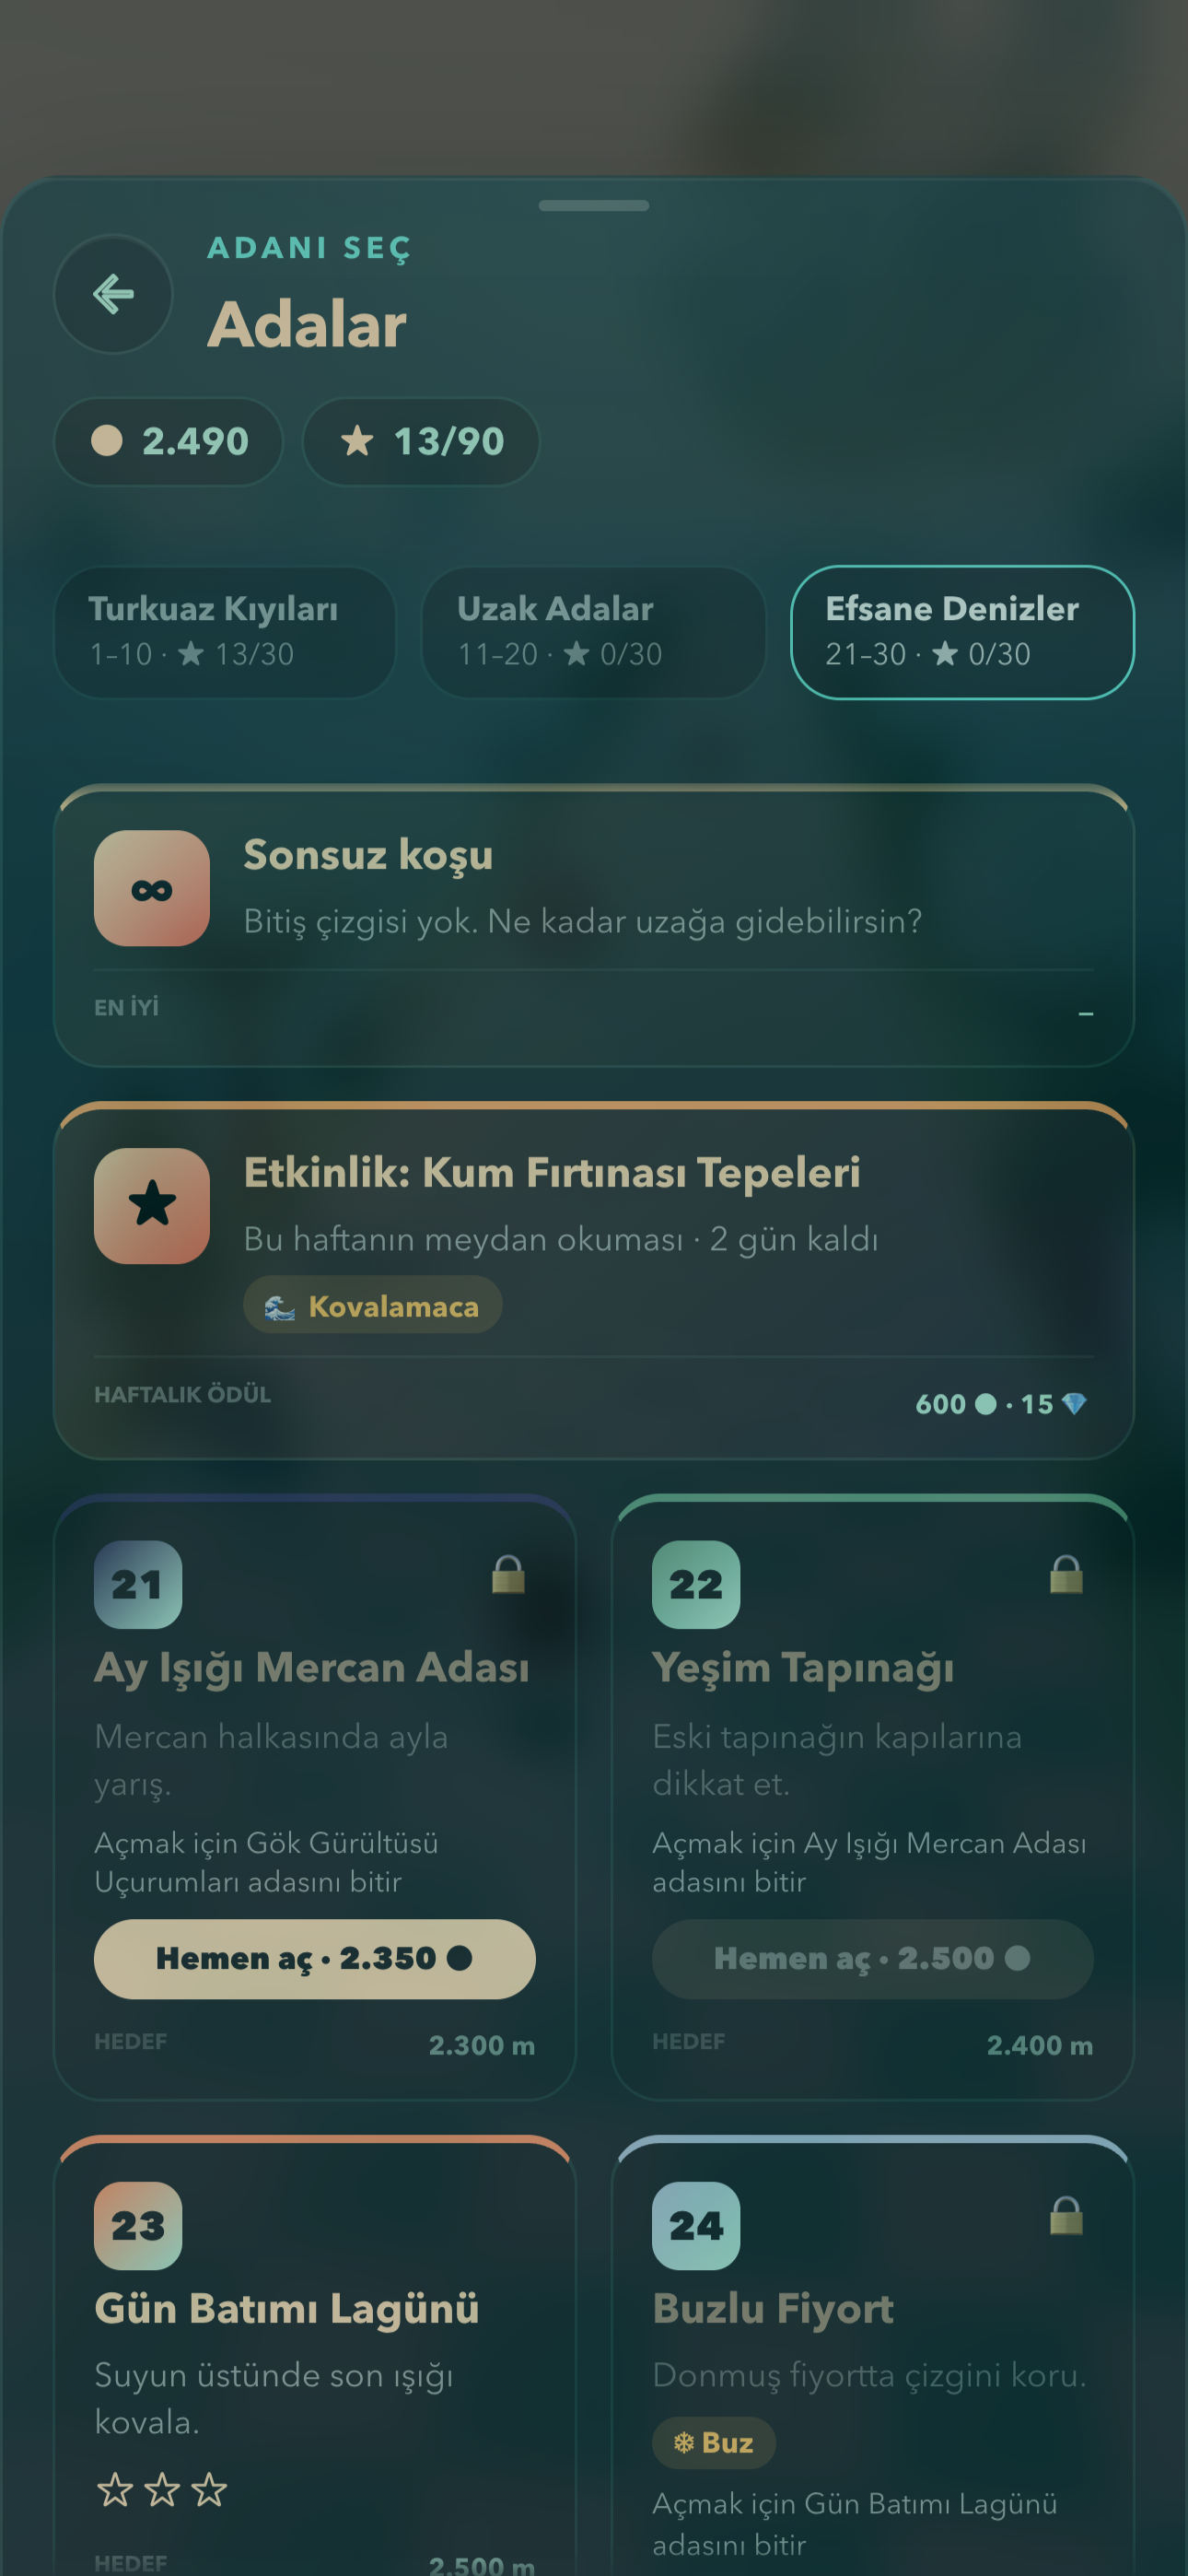 ADANI SEÇ
Adalar
2.490
13/90
Turkuaz Kıyıları
1–10 · ★ 13/30
Uzak Adalar
11–20 · ★ 0/30
Efsane Denizler
21–30 · ★ 0/30
Sonsuz koşu
Bitiş çizgisi yok. Ne kadar uzağa gidebilirsin?
EN İYİ
–
Etkinlik: Kum Fırtınası Tepeleri
Bu haftanın meydan okuması · 2 gün kaldı
🌊 Kovalamaca
HAFTALIK ÖDÜL
600 ● · 15 💎
21
Ay Işığı Mercan Adası
Mercan halkasında ayla
yarış.
Açmak için Gök Gürültüsü
Uçurumları adasını bitir
Hemen aç · 2.350 ●
HEDEF
2.300 m
22
Yeşim Tapınağı
Eski tapınağın kapılarına
dikkat et.
Açmak için Ay Işığı Mercan Adası
adasını bitir
Hemen aç · 2.500 ●
HEDEF
2.400 m
23
Gün Batımı Lagünü
Suyun üstünde son ışığı
kovala.
☆☆☆
HEDEF
2.500 m
24
Buzlu Fiyort
Donmuş fiyortta çizgini koru.
❄ Buz
Açmak için Gün Batımı Lagünü
adasını bitir